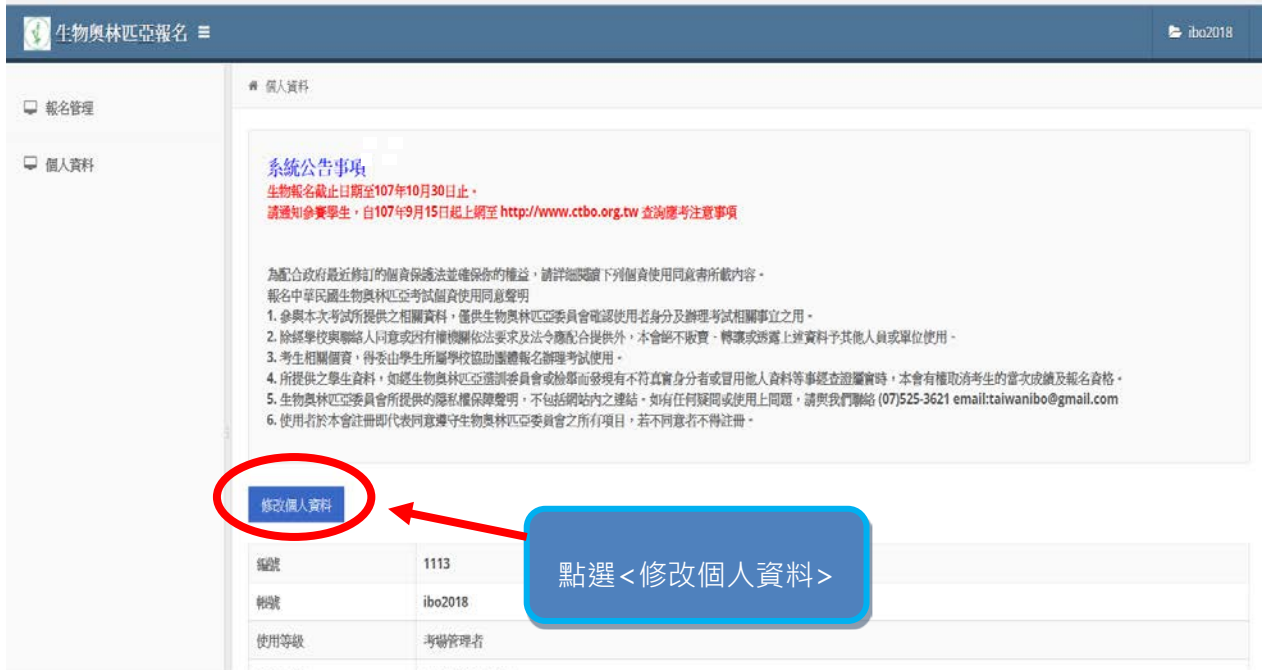 生物奧林匹亞報名
ibo2018
報名管理
個人資料
個人資料
系統公告事項
生物報名截止日期至107年10月30日止。
請通知參賽學生，自107年9月15日起上網至 http://www.ctbo.org.tw 查詢應考注意事項
為配合政府最近修訂的個資保護法並確保你的權益，請詳細閱讀下列個資使用同意書所載內容。
報名中華民國生物奧林匹亞考試個資使用同意聲明
1. 參與本次考試所提供之相關資料，僅供生物奧林匹亞委員會確認使用者身分及辦理考試相關事宜之用。
2. 除經學校與聯絡人同意或因有權機關依法要求及法令應配合提供外，本會絕不販賣、轉讓或透露上述資料予其他人員或單位使用。
3. 考生相關個資，得委由學生所屬學校協助團體報名辦理考試使用。
4. 所提供之學生資料，如經生物奧林匹亞選訓委員會或檢舉而發現有不符真實身分者或冒用他人資料等事經查證屬實時，本會有權取消考生的當次成績及報名資格。
5. 生物奧林匹亞委員會所提供的隱私權保障聲明，不包括網站內之連結。如有任何疑問或使用上問題，請與我們聯絡 (07)525-3621 email:taiwanibo@gmail.com
6. 使用者於本會註冊即代表同意遵守生物奧林匹亞委員會之所有項目，若不同意者不得註冊。
修改個人資料
點選<修改個人資料>
編號 1113
帳號 ibo2018
使用等級 考場管理者